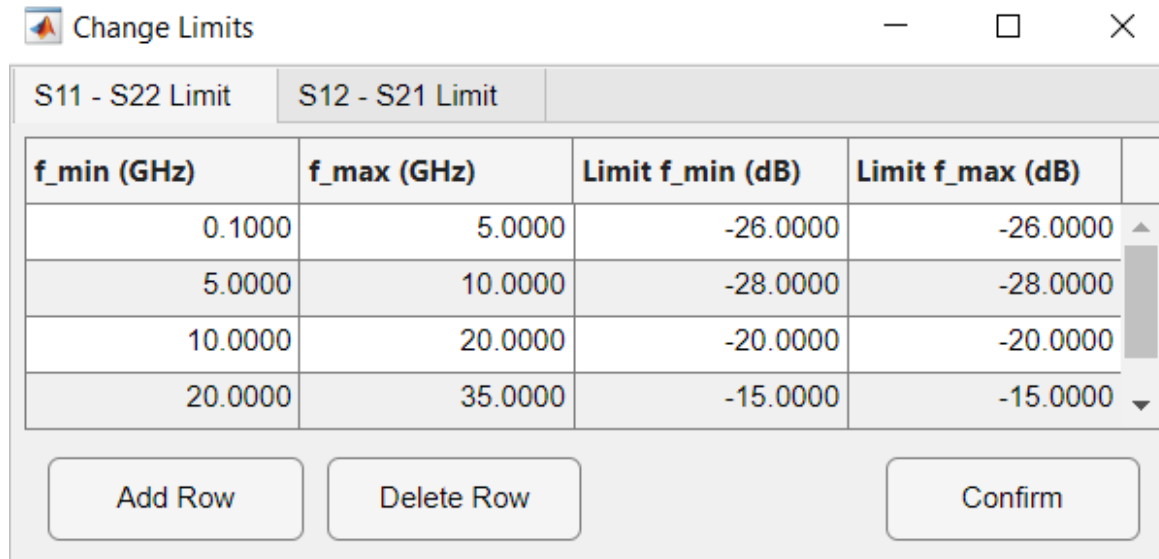 Change Limits
S11 - S22 Limit S12 - S21 Limit
f_min (GHz) f_max (GHz) Limit f_min (dB) Limit f_max (dB)
0.1000 5.0000 -26.0000 -26.0000
5.0000 10.0000 -28.0000 -28.0000
10.0000 20.0000 -20.0000 -20.0000
20.0000 35.0000 -15.0000 -15.0000
Add Row Delete Row Confirm